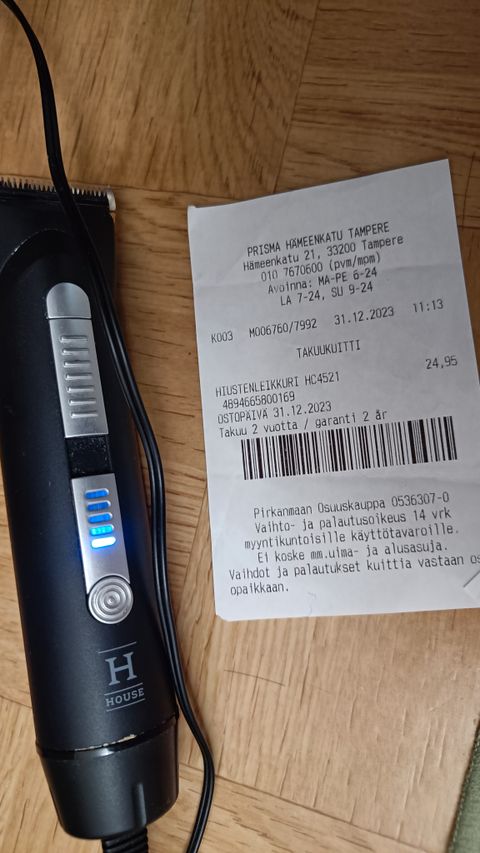 PRISMA HÄMEENKATU TAMPERE
Hämeenkatu 21, 33200 Tampere
010 7670600 (pvm/mpm)
Avoinna: MA-PE 6-24
LA 7-24, SU 9-24
K003 M006760/7992 31.12.2023 11:13
TAKUUKUITTI
HIUSTENLEIKKURI HC4521 24,95
4894665800169
OSTOPÄIVÄ 31.12.2023
Takuu 2 vuotta / garanti 2 år
Pirkanmaan Osuuskauppa 0536307-0
Vaihto- ja palautusoikeus 14 vrk
myyntikuntoisille käyttötavaroille.
Ei koske mm.uima- ja alusasuja.
Vaihdot ja palautukset kuittia vastaan os
opaikkaan.
H
HOUSE